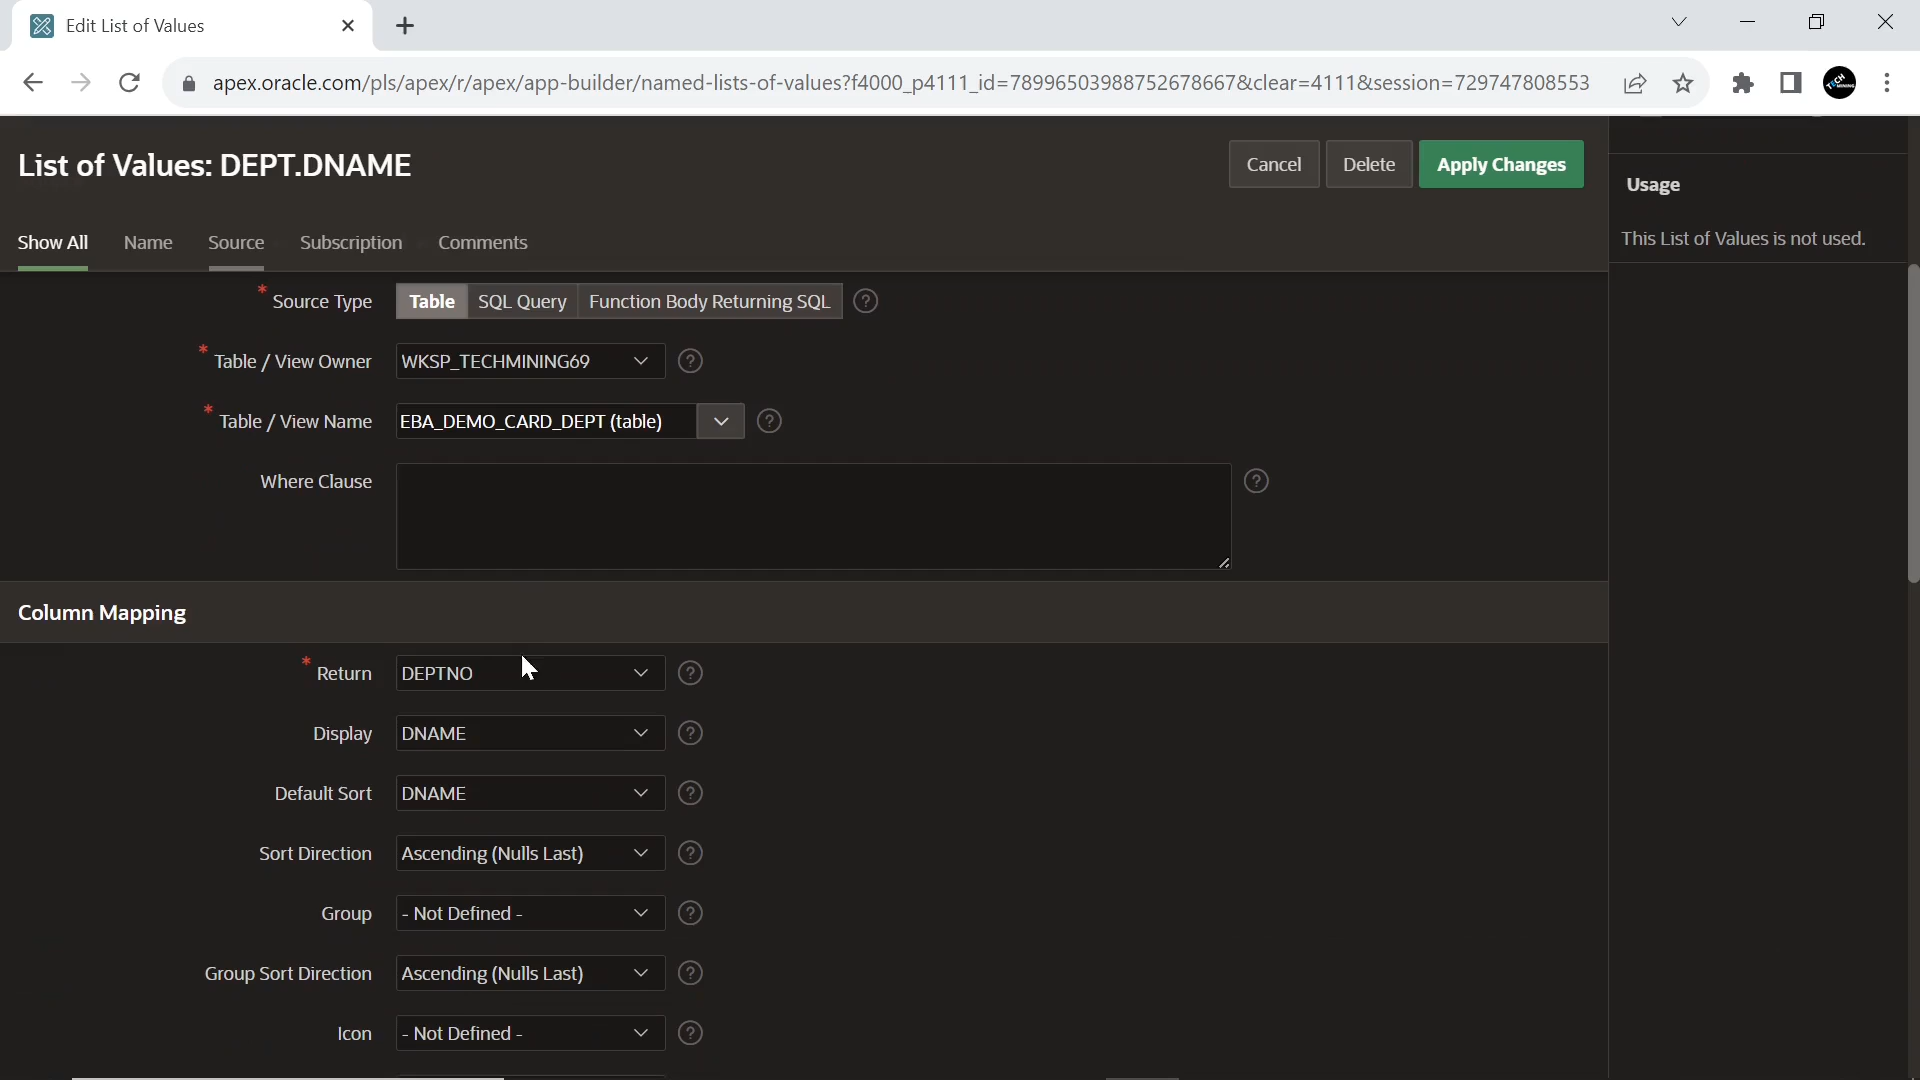 Edit List of Values
apex.oracle.com/pls/apex/r/apex/app-builder/named-lists-of-values?f4000_p4111_id=78996503988752678667&clear=4111&session=729747808553
TECH MINING
List of Values: DEPT.DNAME
Cancel
Delete
Apply Changes
Usage
Show All
Name
Source
Subscription
Comments
This List of Values is not used.
* Source Type
Table
SQL Query
Function Body Returning SQL
?
* Table / View Owner
WKSP_TECHMINING69
?
* Table / View Name
EBA_DEMO_CARD_DEPT (table)
?
Where Clause
?
Column Mapping
* Return
DEPTNO
?
Display
DNAME
?
Default Sort
DNAME
?
Sort Direction
Ascending (Nulls Last)
?
Group
- Not Defined -
?
Group Sort Direction
Ascending (Nulls Last)
?
Icon
- Not Defined -
?